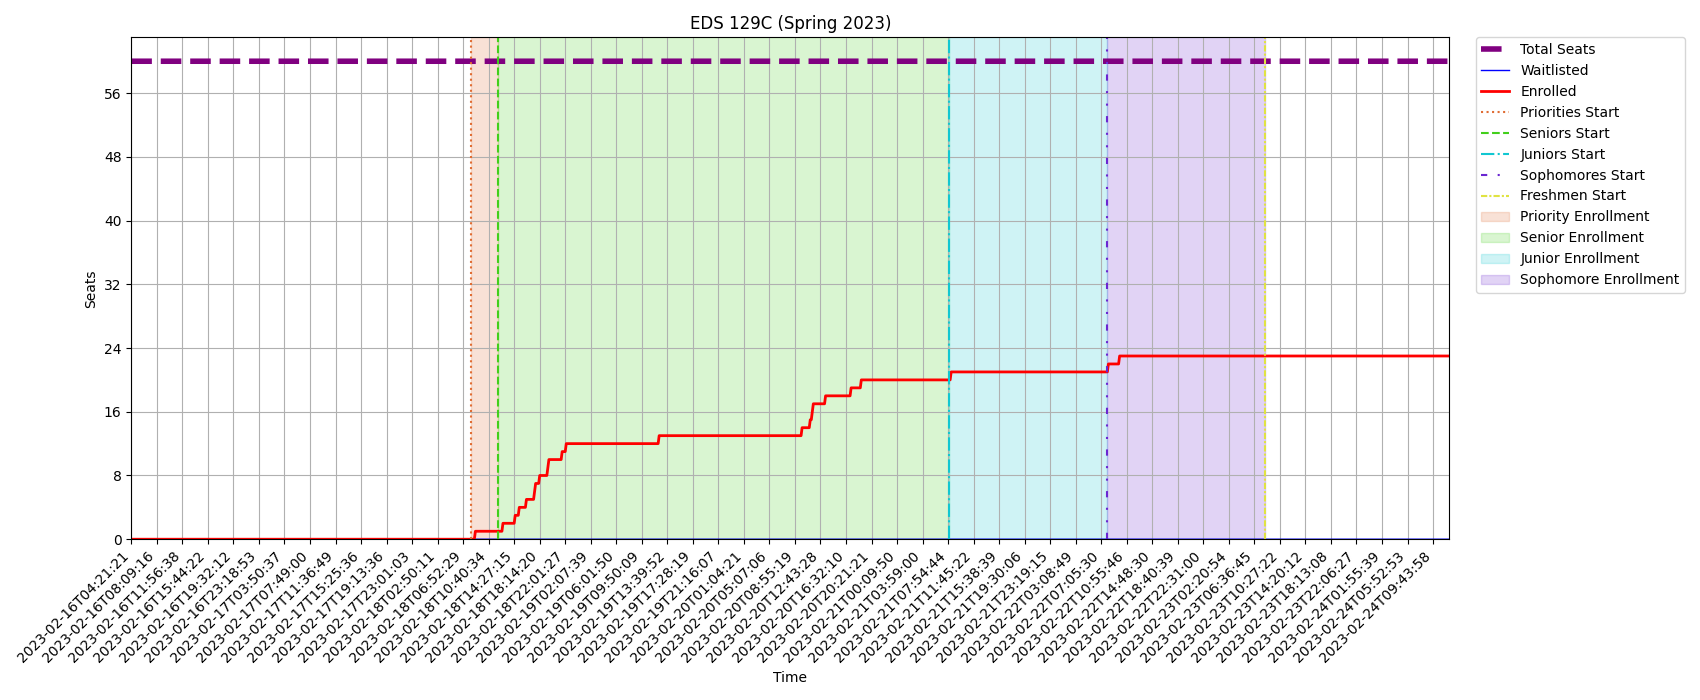 EDS 129C (Spring 2023)
Total Seats
Waitlisted
Enrolled
Priorities Start
Seniors Start
Juniors Start
Sophomores Start
Freshmen Start
Priority Enrollment
Senior Enrollment
Junior Enrollment
Sophomore Enrollment
Seats
56
48
40
32
24
16
8
0
2023-02-16T04:21:21
2023-02-16T08:09:16
2023-02-16T11:56:38
2023-02-16T15:44:22
2023-02-16T19:32:12
2023-02-16T23:18:53
2023-02-17T03:50:37
2023-02-17T07:49:00
2023-02-17T11:36:49
2023-02-17T15:25:36
2023-02-17T19:13:36
2023-02-17T23:01:03
2023-02-18T02:50:11
2023-02-18T06:52:29
2023-02-18T10:40:34
2023-02-18T14:27:15
2023-02-18T18:14:20
2023-02-18T22:01:27
2023-02-19T02:07:39
2023-02-19T06:01:50
2023-02-19T09:50:09
2023-02-19T13:39:52
2023-02-19T17:28:19
2023-02-19T21:16:07
2023-02-20T01:04:21
2023-02-20T05:07:06
2023-02-20T08:55:19
2023-02-20T12:43:28
2023-02-20T16:32:10
2023-02-20T20:21:21
2023-02-21T00:09:50
2023-02-21T03:59:00
2023-02-21T07:54:44
2023-02-21T11:45:22
2023-02-21T15:38:39
2023-02-21T19:30:06
2023-02-21T23:19:15
2023-02-22T03:08:49
2023-02-22T07:05:30
2023-02-22T10:55:46
2023-02-22T14:48:30
2023-02-22T18:40:39
2023-02-22T22:31:00
2023-02-23T02:20:54
2023-02-23T06:36:45
2023-02-23T10:27:22
2023-02-23T14:20:12
2023-02-23T18:13:08
2023-02-23T22:06:27
2023-02-24T01:55:39
2023-02-24T05:52:53
2023-02-24T09:43:58
Time